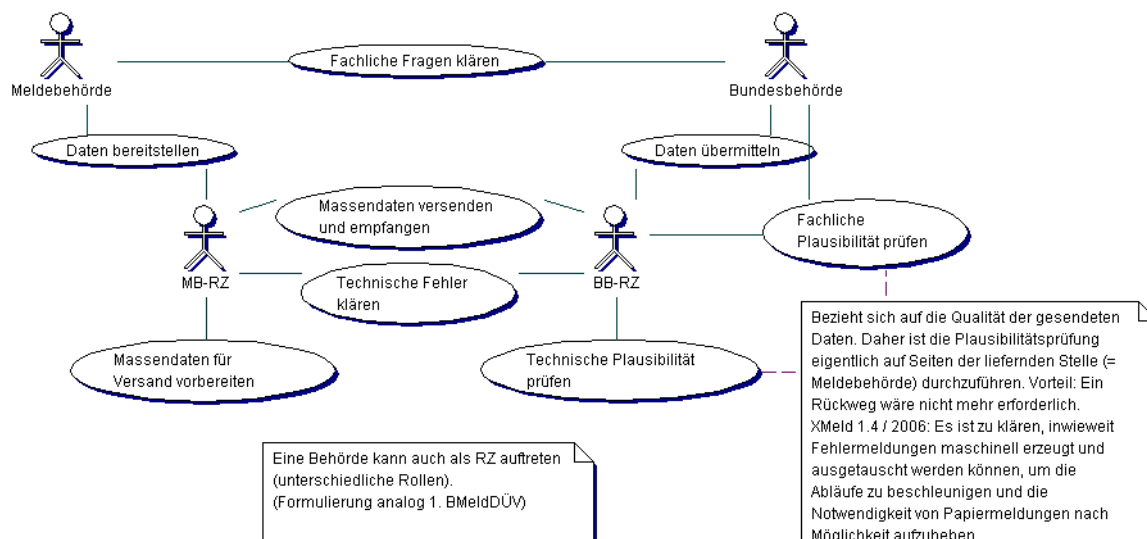 Fachliche Fragen klären
Meldebehörde
Bundesbehörde
Daten bereitstellen
Daten übermitteln
Massendaten versenden
und empfangen
Fachliche
Plausibilität prüfen
MB-RZ
Technische Fehler
klären
BB-RZ
Massendaten für
Versand vorbereiten
Technische Plausibilität
prüfen
Bezieht sich auf die Qualität der gesendeten
Daten. Daher ist die Plausibilitätsprüfung
eigentlich auf Seiten der liefernden Stelle (=
Meldebehörde) durchzuführen. Vorteil: Ein
Rückweg wäre nicht mehr erforderlich.
XMeld 1.4 / 2006: Es ist zu klären, inwieweit
Fehlermeldungen maschinell erzeugt und
ausgetauscht werden können, um die
Abläufe zu beschleunigen und die
Notwendigkeit von Papiermeldungen nach
Möglichkeit aufzuheben
Eine Behörde kann auch als RZ auftreten
(unterschiedliche Rollen).
(Formulierung analog 1. BMeldDÜV)